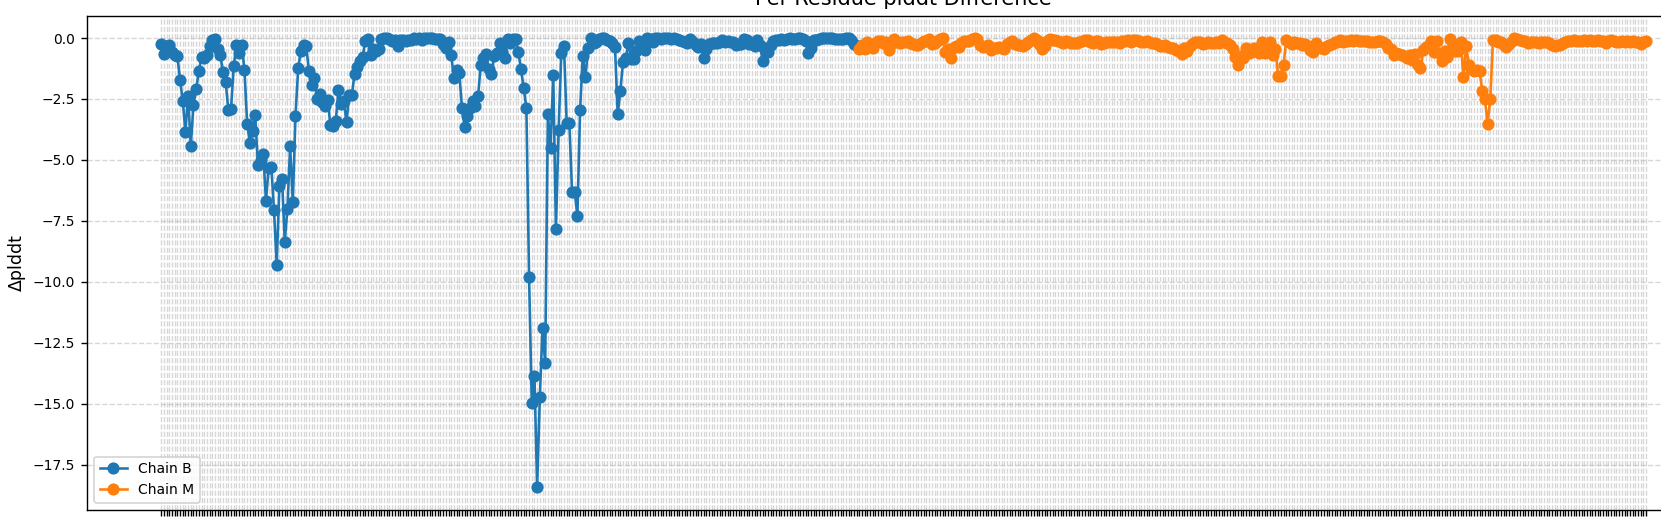 Per Residue plddt Difference
0.0
−2.5
−5.0
−7.5
−10.0
−12.5
−15.0
−17.5
Δplddt
Chain B
Chain M